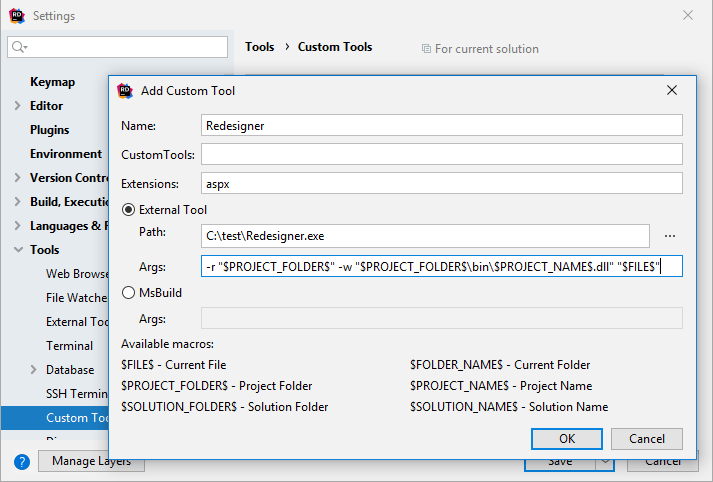 Settings
Tools > Custom Tools
For current solution
Keymap
Editor
Plugins
Environment
Version Contr
Build, Executio
Languages & F
Tools
Web Browse
File Watche
External Too
Terminal
Database
SSH Termin
Custom Too
Add Custom Tool
Name: Redesigner
CustomTools:
Extensions: aspx
External Tool
Path: C:\test\Redesigner.exe ...
Args: -r "$PROJECT_FOLDER$" -w "$PROJECT_FOLDER$\bin\$PROJECT_NAME$.dll" "$FILE$"
MsBuild
Args:
Available macros:
$FILE$ - Current File $FOLDER_NAME$ - Current Folder
$PROJECT_FOLDER$ - Project Folder $PROJECT_NAME$ - Project Name
$SOLUTION_FOLDER$ - Solution Folder $SOLUTION_NAME$ - Solution Name
OK Cancel
? Manage Layers Save Cancel